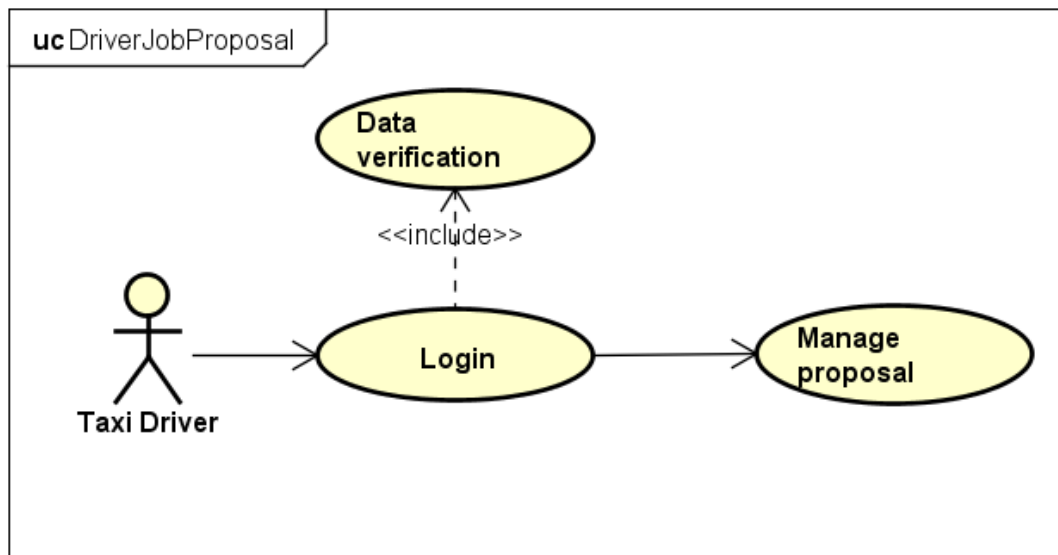 uc DriverJobProposal
Data
verification
<<include>>
Login
Manage
proposal
Taxi Driver